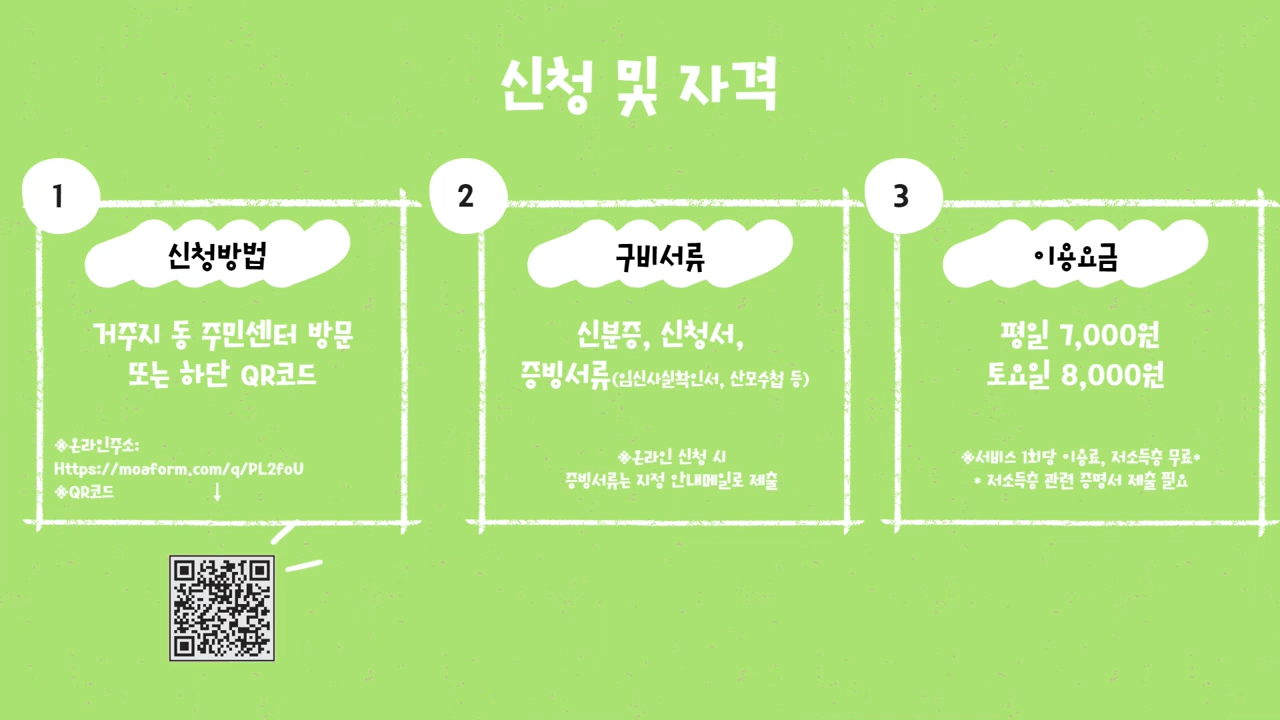 신청 및 자격
1
신청방법
거주지 동 주민센터 방문
또는 하단 QR코드
※온라인주소:
Https://moaform.com/q/PL2foU
※QR코드 ↓
2
구비서류
신분증, 신청서,
증빙서류(임신사실확인서, 산모수첩 등)
※온라인 신청 시
증빙서류는 지정 안내메일로 제출
3
이용요금
평일 7,000원
토요일 8,000원
※서비스 1회당 이용료, 저소득층 무료*
* 저소득층 관련 증명서 제출 필요